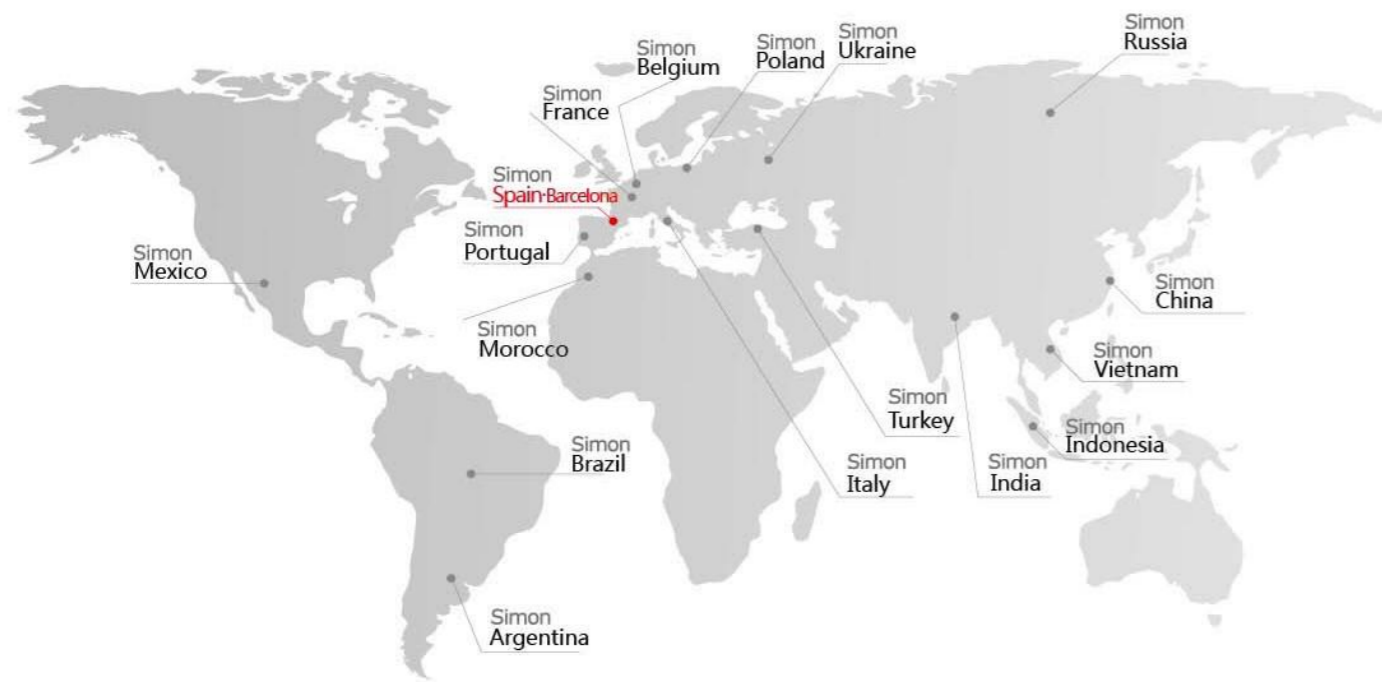 Simon
Russia
Simon
Ukraine
Simon
Poland
Simon
Belgium
Simon
France
Simon
Spain·Barcelona
Simon
Portugal
Simon
Mexico
Simon
China
Simon
Morocco
Simon
Vietnam
Simon
Turkey
Simon
Indonesia
Simon
Brazil
Simon
Italy
Simon
India
Simon
Argentina